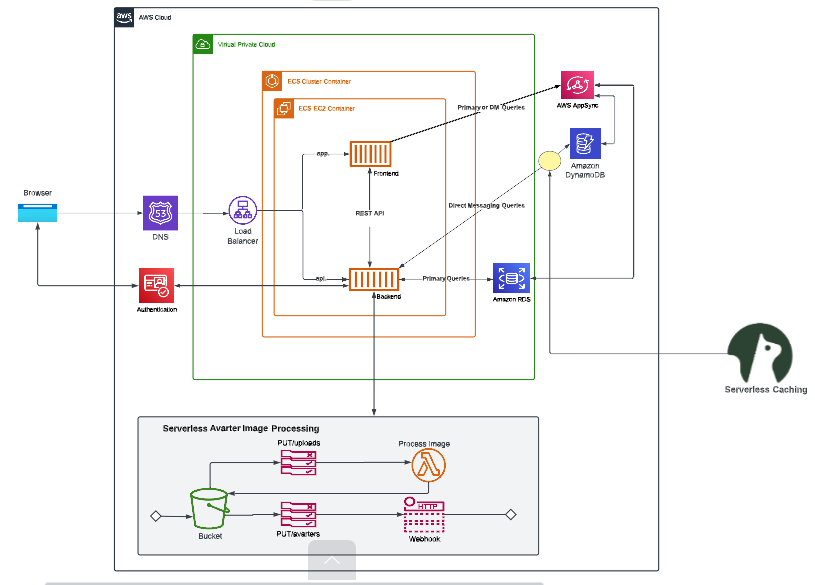 AWS Cloud
aws
Virtual Private Cloud
ECS Cluster Container
ECS EC2 Container
Primary or DM Queries
AWS AppSync
app.
Frontend
Amazon
DynamoDB
Browser
53
DNS
Load
Balancer
REST API
Direct Messaging Queries
api.
Backend
Primary Queries
Amazon RDS
Authentication
Serverless Caching
Serverless Avarter Image Processing
PUT/uploads
Process Image
Bucket
PUT/avarters
HTTP
Webhook